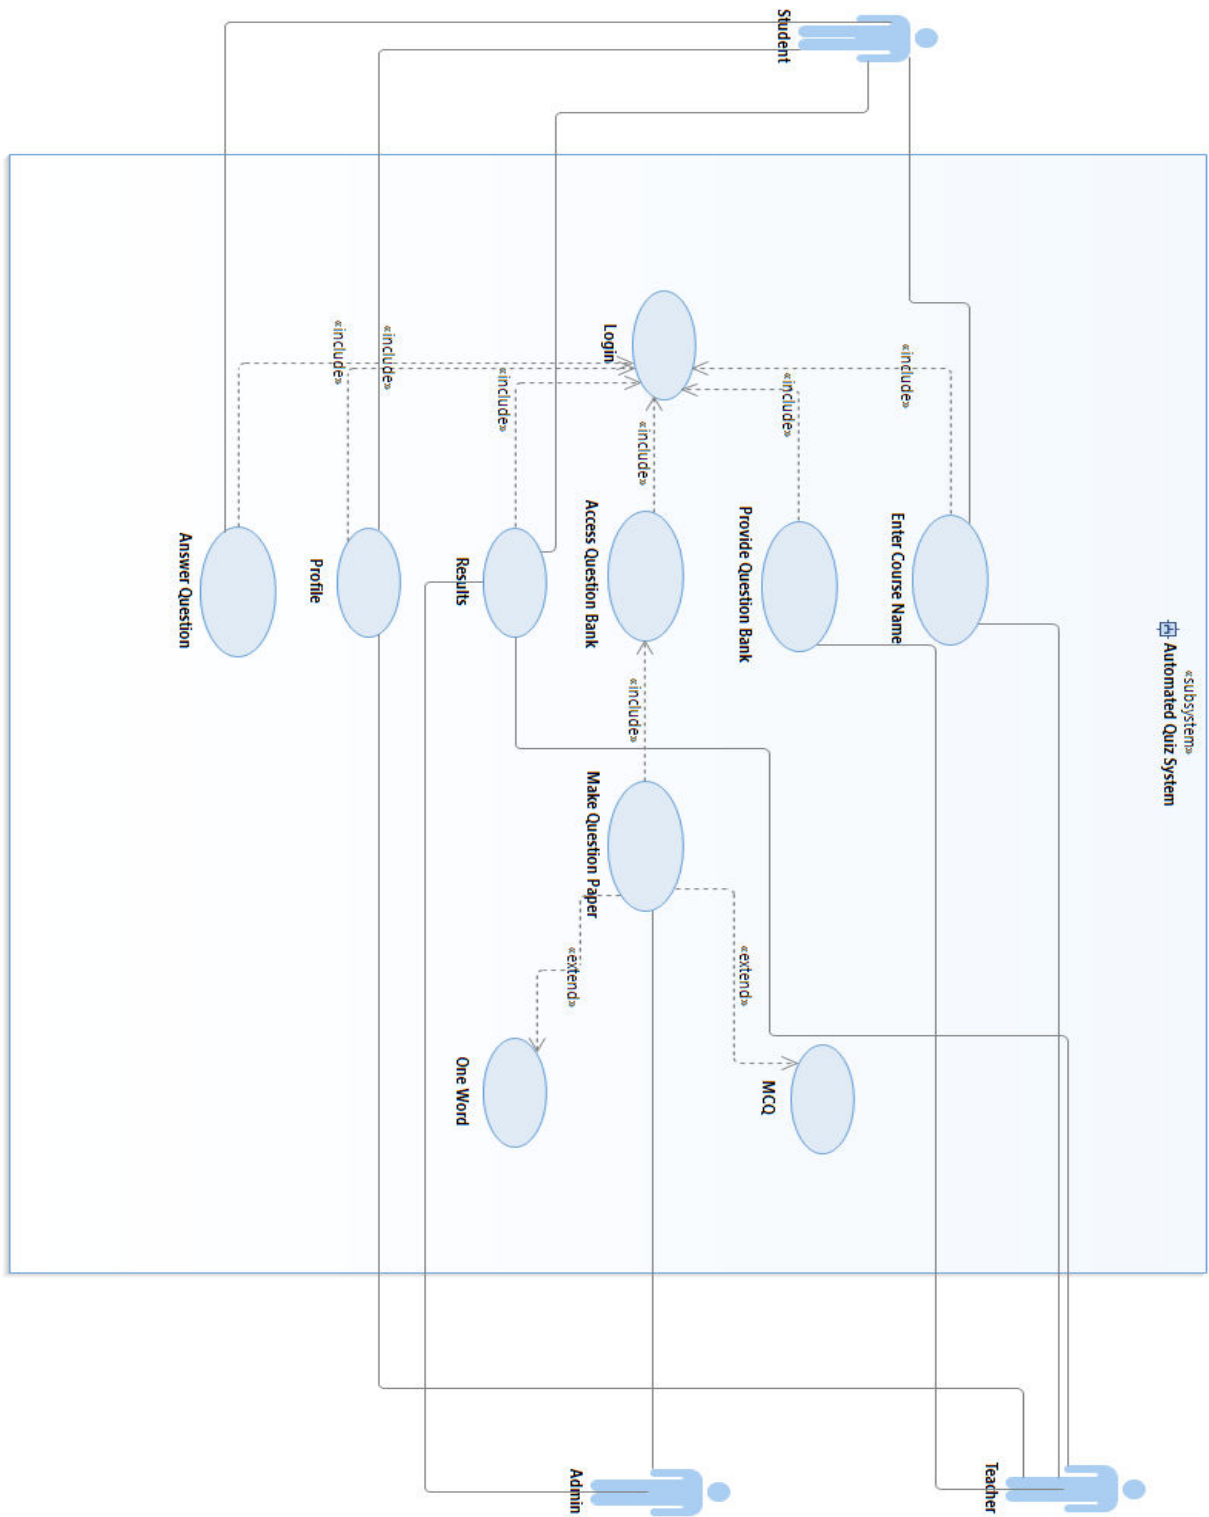 «subsystem»
Automated Quiz System
Student
Teacher
Enter Course Name
«include»
Provide Question Bank
«include»
MCQ
«extend»
Login
Access Question Bank
«include»
Make Question Paper
«include»
Admin
«extend»
One Word
Results
«include»
Profile
«include»
Answer Question
«include»